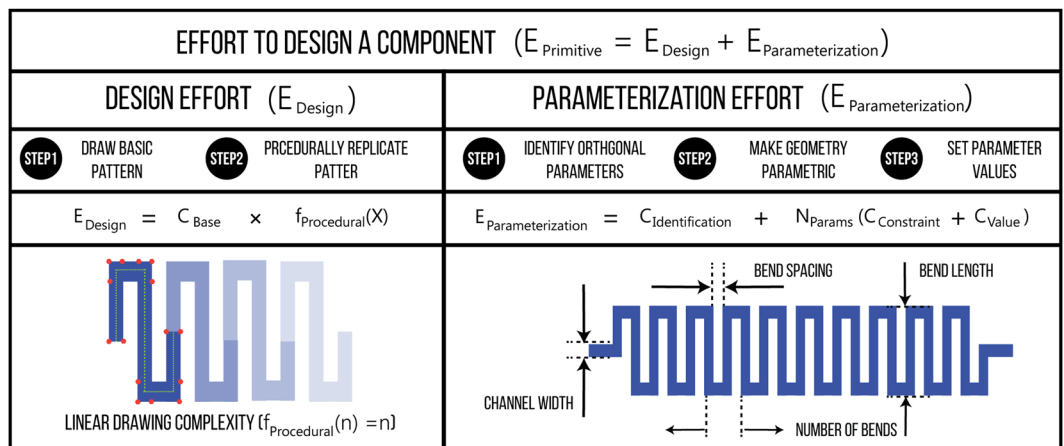 EFFORT TO DESIGN A COMPONENT (E Primitive = E Design + E Parameterization)
DESIGN EFFORT (E Design)
PARAMETERIZATION EFFORT (E Parameterization)
STEP1 DRAW BASIC
PATTERN
STEP2 PRCEDURALLY REPLICATE
PATTER
STEP1 IDENTIFY ORTHGONAL
PARAMETERS
STEP2 MAKE GEOMETRY
PARAMETRIC
STEP3 SET PARAMETER
VALUES
E Design = C Base × f Procedural (X)
E Parameterization = C Identification + N Params (C Constraint + C Value)
LINEAR DRAWING COMPLEXITY (f Procedural (n) = n)
BEND SPACING
BEND LENGTH
CHANNEL WIDTH
NUMBER OF BENDS